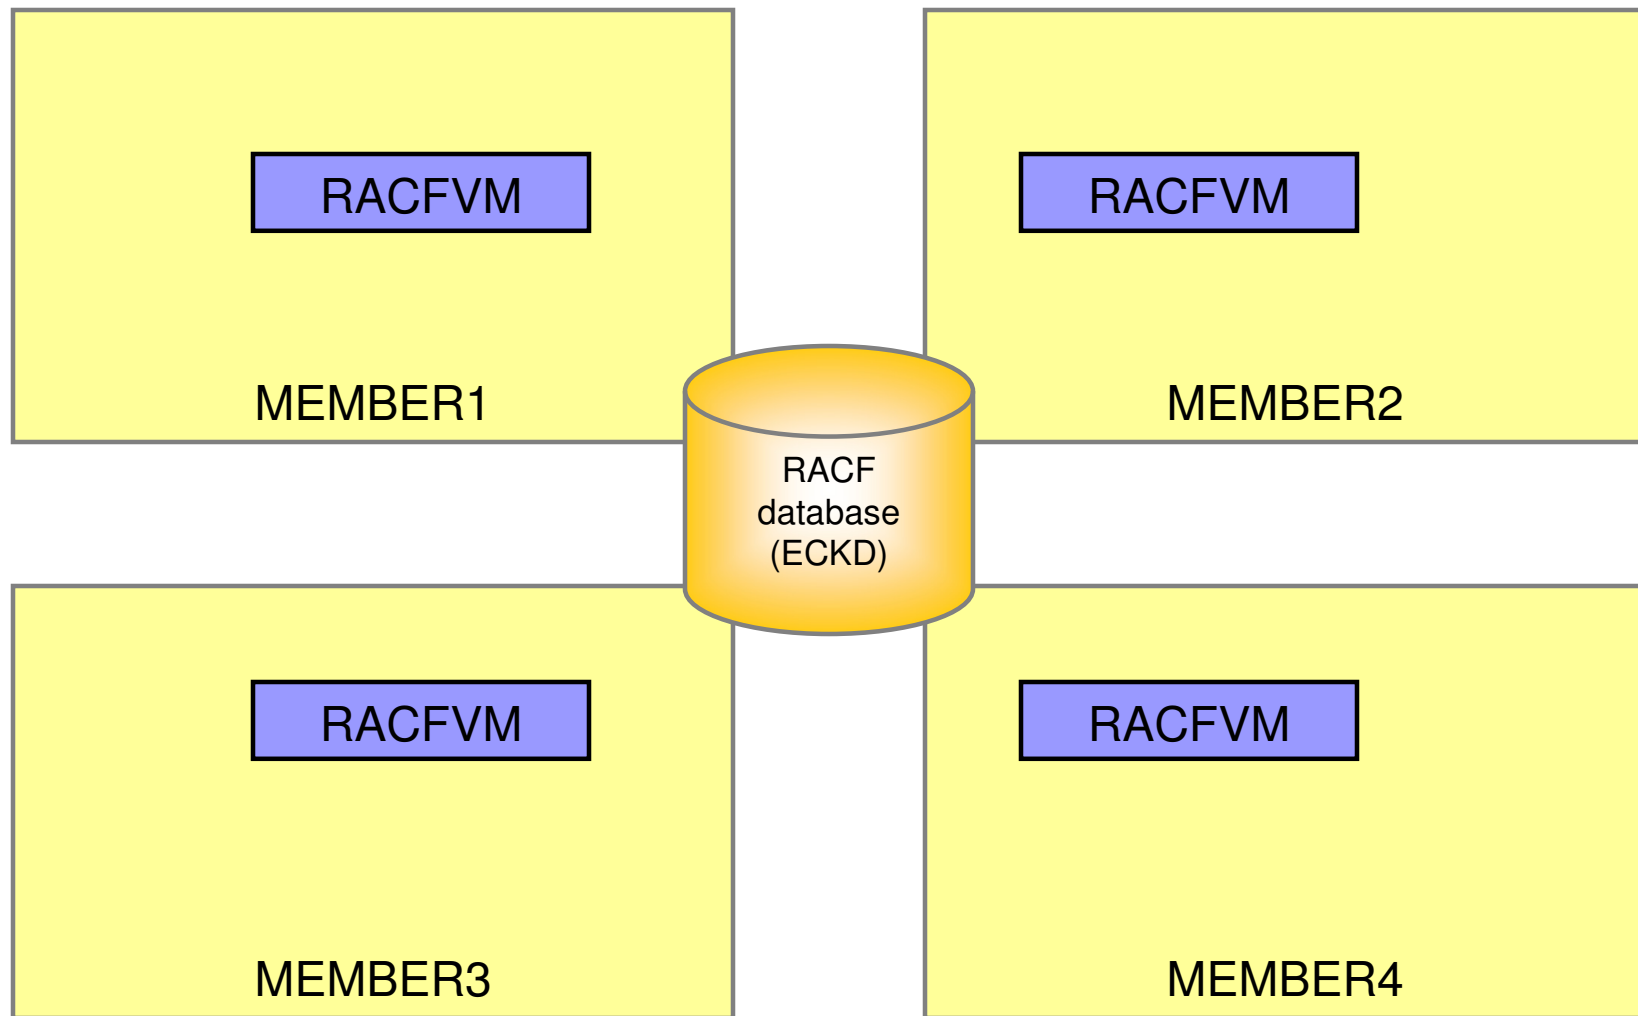 RACFVM
RACFVM
MEMBER1
MEMBER2
RACF
database
(ECKD)
RACFVM
RACFVM
MEMBER3
MEMBER4